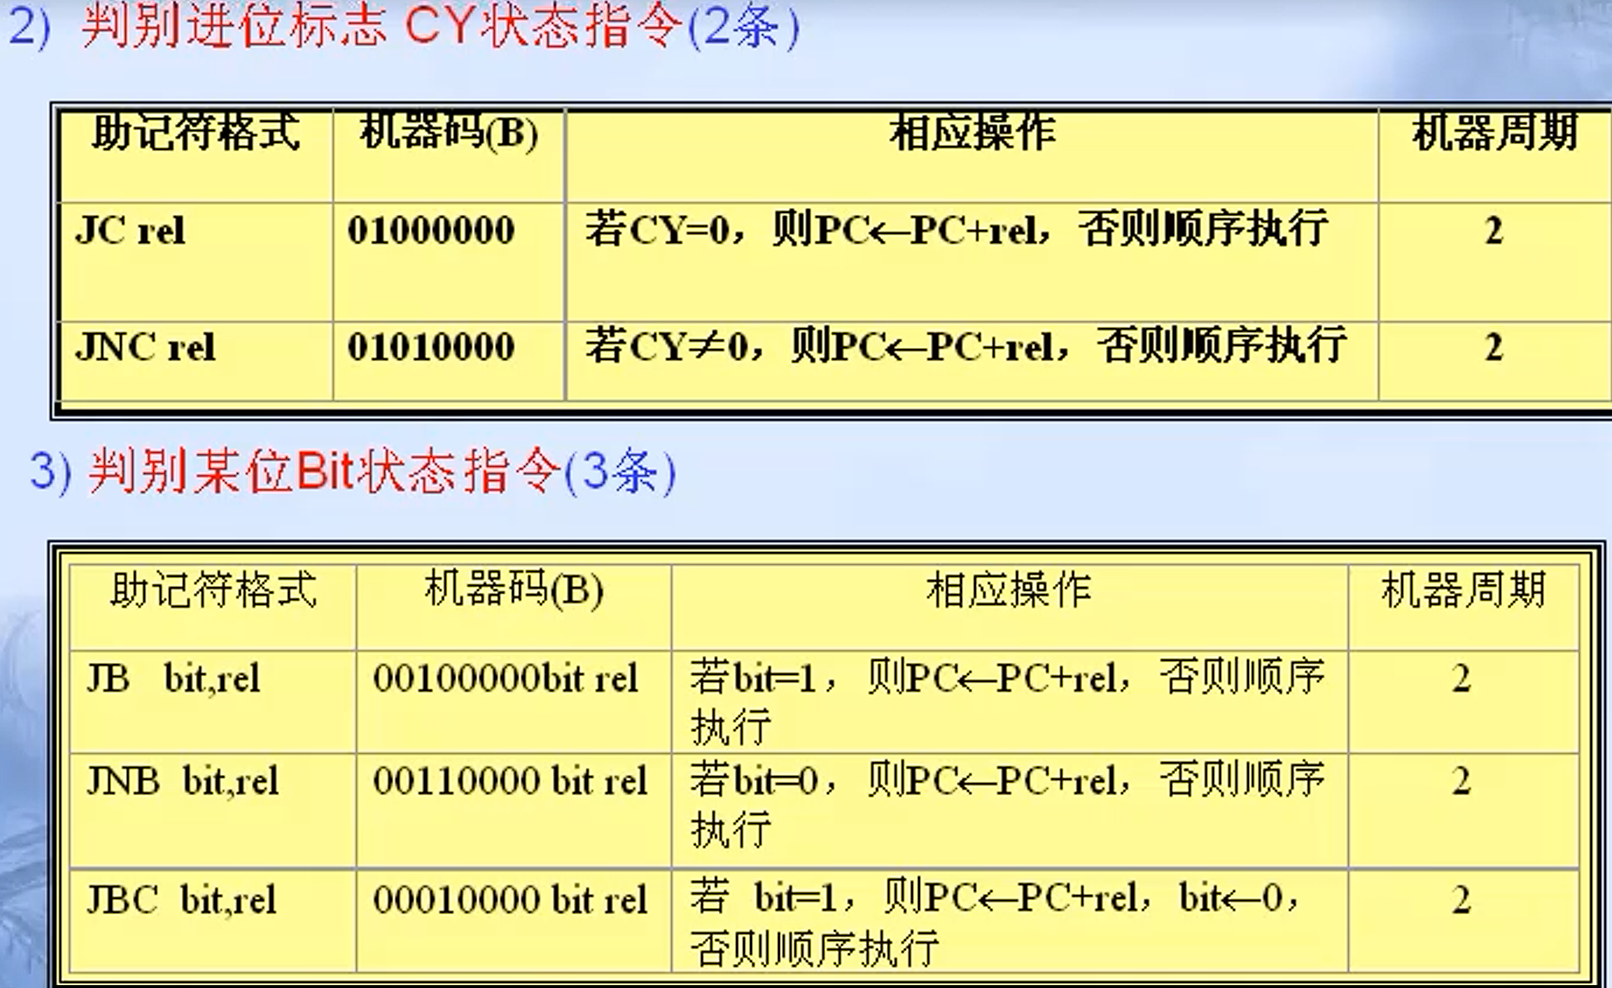 2) 判别进位标志 CY状态指令(2条)
助记符格式 机器码(B) 相应操作 机器周期
JC rel 01000000 若CY=0，则PC←PC+rel，否则顺序执行 2
JNC rel 01010000 若CY≠0，则PC←PC+rel，否则顺序执行 2
3) 判别某位Bit状态指令(3条)
助记符格式 机器码(B) 相应操作 机器周期
JB bit,rel 00100000bit rel 若bit=1，则PC←PC+rel，否则顺序 2
执行
JNB bit,rel 00110000 bit rel 若bit=0，则PC←PC+rel，否则顺序 2
执行
JBC bit,rel 00010000 bit rel 若 bit=1，则PC←PC+rel，bit←0， 2
否则顺序执行